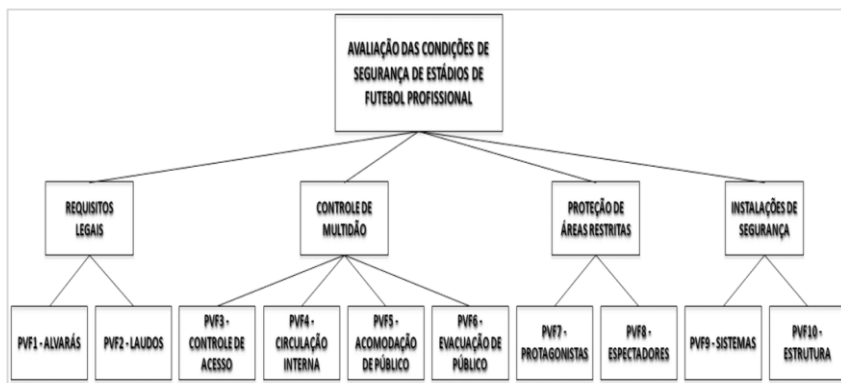 AVALIAÇÃO DAS CONDIÇÕES DE
SEGURANÇA DE ESTÁDIOS DE
FUTEBOL PROFISSIONAL
REQUISITOS
LEGAIS
CONTROLE DE
MULTIDÃO
PROTEÇÃO DE
ÁREAS RESTRITAS
INSTALAÇÕES DE
SEGURANÇA
PVF1 - ALVARÁS
PVF2 - LAUDOS
PVF3 -
CONTROLE DE
ACESSO
PVF4 -
CIRCULAÇÃO
INTERNA
PVF5 -
ACOMODAÇÃO
DE PÚBLICO
PVF6 -
EVACUAÇÃO DE
PÚBLICO
PVF7 -
PROTAGONISTAS
PVF8 -
ESPECTADORES
PVF9 - SISTEMAS
PVF10 -
ESTRUTURA